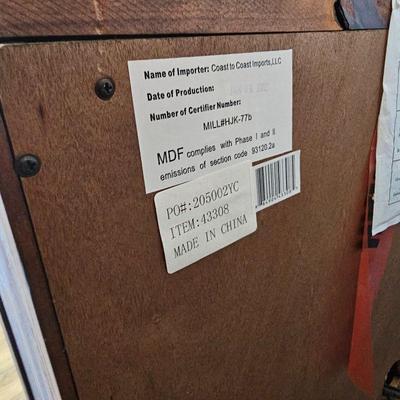 Name of Importer: Coast to Coast Imports,LLC
Date of Production:
Number of Certifier Number:
MILL#HJK-77b
MDF complies with Phase I and II
emissions of section code 93120.2a
PO#:205002YC
ITEM:43308
MADE IN CHINA